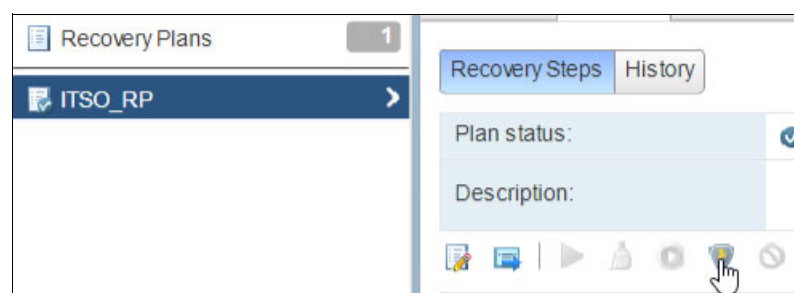 Recovery Plans 1
ITSO_RP
Recovery Steps History
Plan status:
Description: